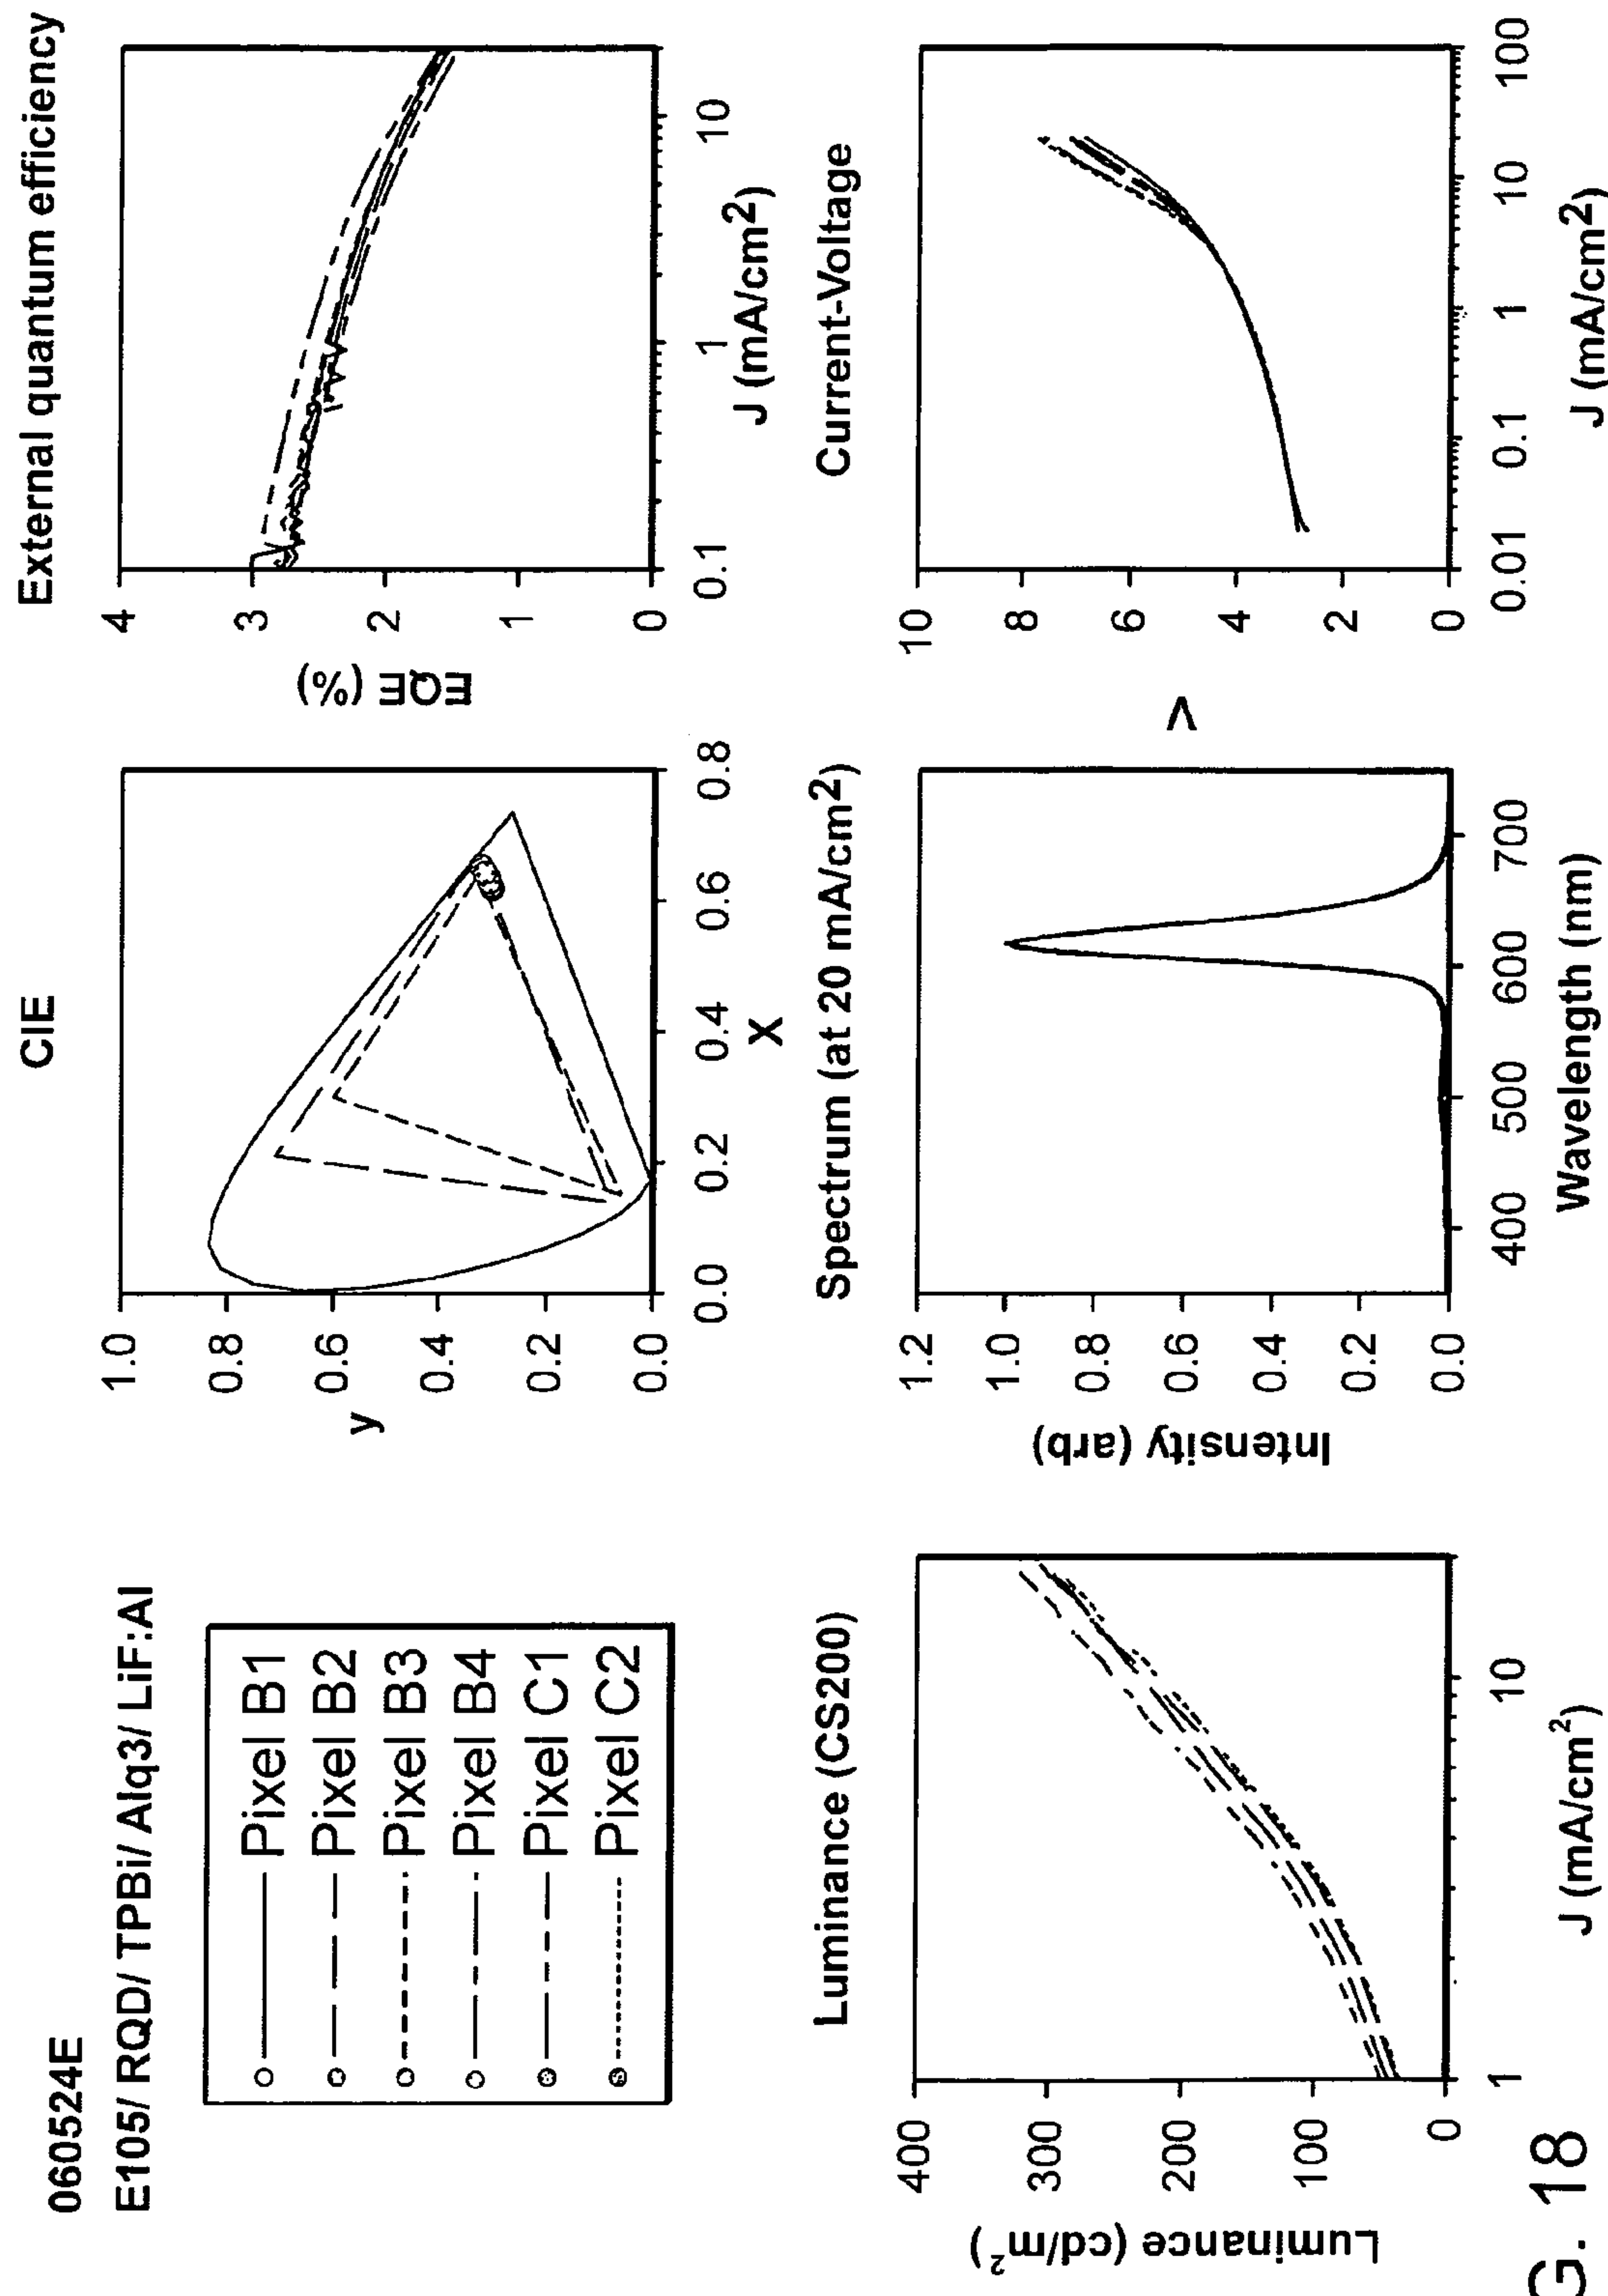 060524E
E105/ RQD/ TPBi/ Alq3/ LiF:Al
Pixel B1
Pixel B2
Pixel B3
Pixel B4
Pixel C1
Pixel C2
CIE
y
1.0
0.8
0.6
0.4
0.2
0.0
0.0 0.2 0.4 0.6 0.8
X
External quantum efficiency
EQE (%)
4
3
2
1
0
0.1 1 10
J (mA/cm2)
Luminance (CS200)
Luminance (cd/m2)
400
300
200
100
0
1 10
J (mA/cm2)
Spectrum (at 20 mA/cm2)
Intensity (arb)
1.2
1.0
0.8
0.6
0.4
0.2
0.0
400 500 600 700
Wavelength (nm)
Current-Voltage
V
10
8
6
4
2
0
0.01 0.1 1 10 100
J (mA/cm2)
G. 18